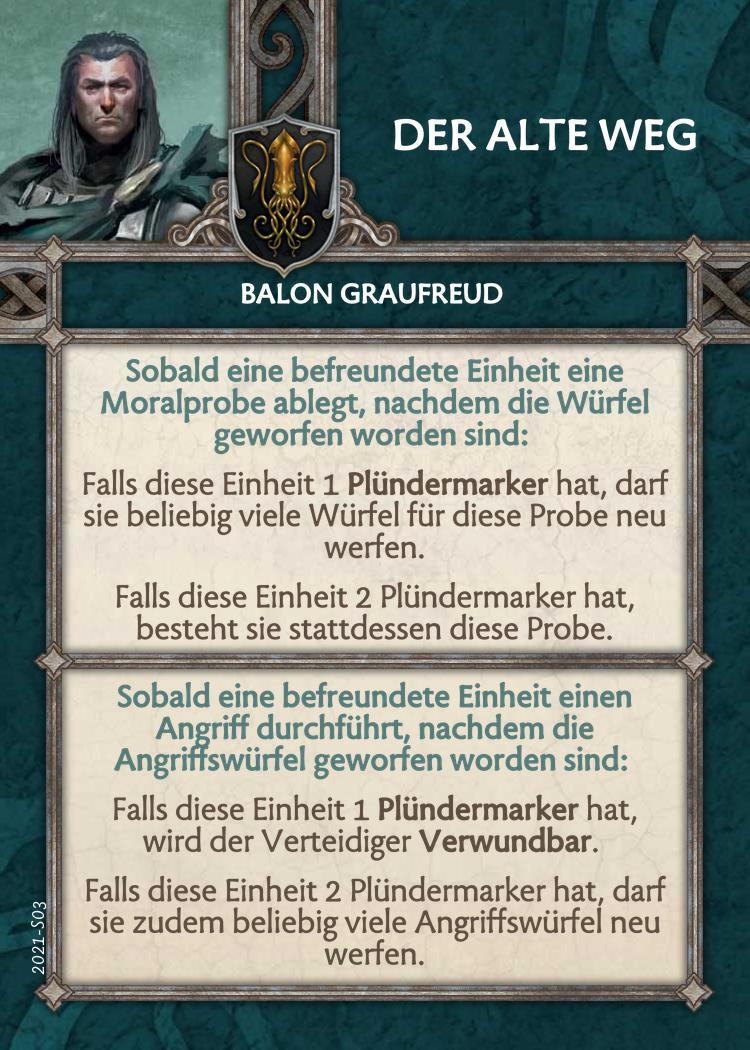 DER ALTE WEG
BALON GRAUFREUD
Sobald eine befreundete Einheit eine
Moralprobe ablegt, nachdem die Würfel
geworfen worden sind:
Falls diese Einheit 1 Plündermarker hat, darf
sie beliebig viele Würfel für diese Probe neu
werfen.
Falls diese Einheit 2 Plündermarker hat,
besteht sie stattdessen diese Probe.
Sobald eine befreundete Einheit einen
Angriff durchführt, nachdem die
Angriffswürfel geworfen worden sind:
Falls diese Einheit 1 Plündermarker hat,
wird der Verteidiger Verwundbar.
Falls diese Einheit 2 Plündermarker hat, darf
sie zudem beliebig viele Angriffswürfel neu
werfen.
2021-S03